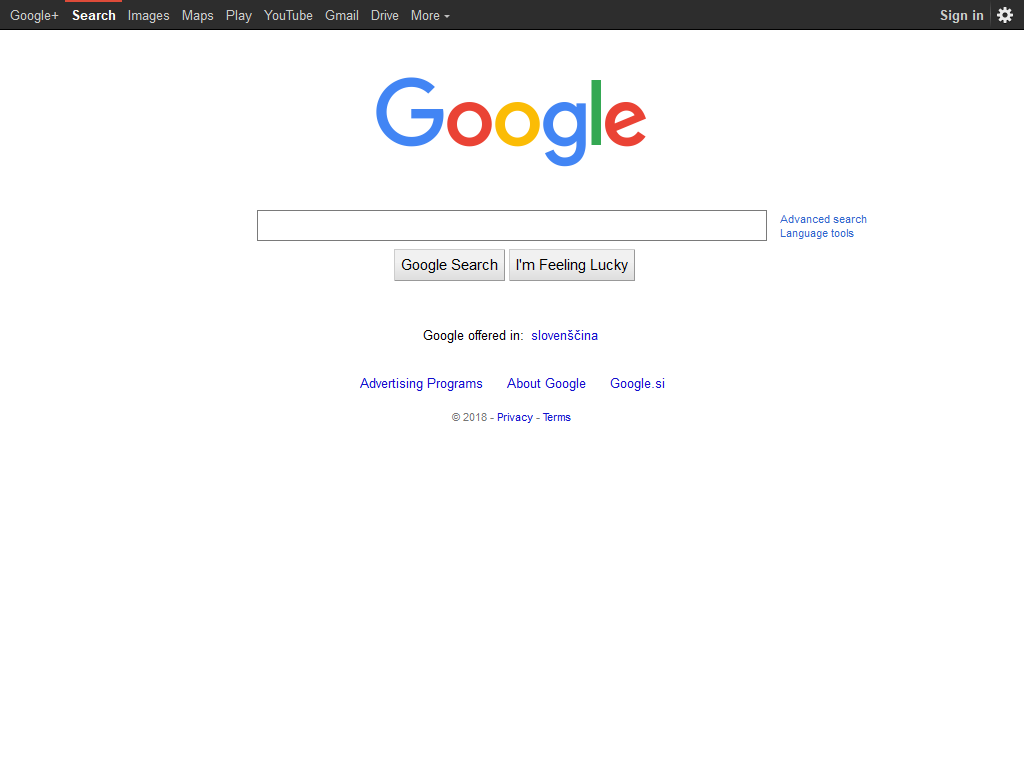 Google+ Search Images Maps Play YouTube Gmail Drive More Sign in
Google
Advanced search
Language tools
Google Search I'm Feeling Lucky
Google offered in: slovenščina
Advertising Programs About Google Google.si
© 2018 - Privacy - Terms